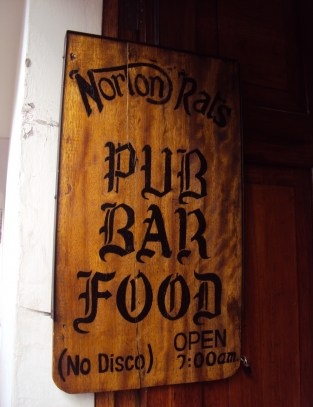 Norton Rats
PUB
BAR
FOOD
(No Disco) OPEN 7:00am.